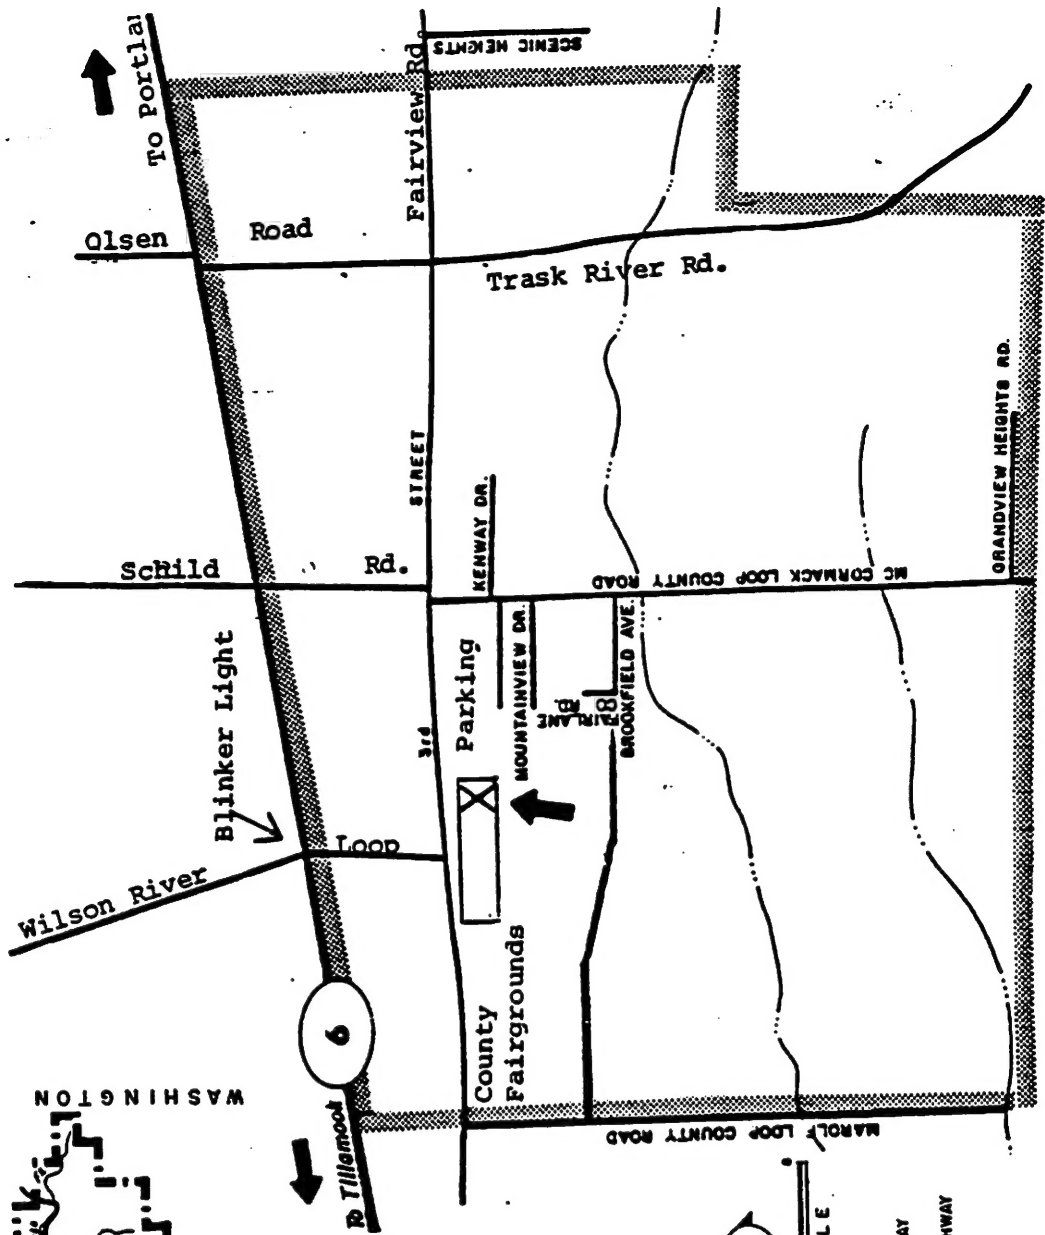 To Portla
Fairview Rd.
SCENIC HEIGHTS
Olsen
Road
Trask River Rd.
STREET
KENWAY DR.
GRANDVIEW HEIGHTS RD.
Schild
Rd.
MC CORMACK LOOP COUNTY ROAD
Blinker Light
3rd
Parking
MOUNTAINVIEW DR.
FAIRLANE RD.
BROOKFIELD AVE.
Loop
Wilson River
County
Fairgrounds
6
WASHINGTON
To Tillamook
MAROLF LOOP COUNTY ROAD